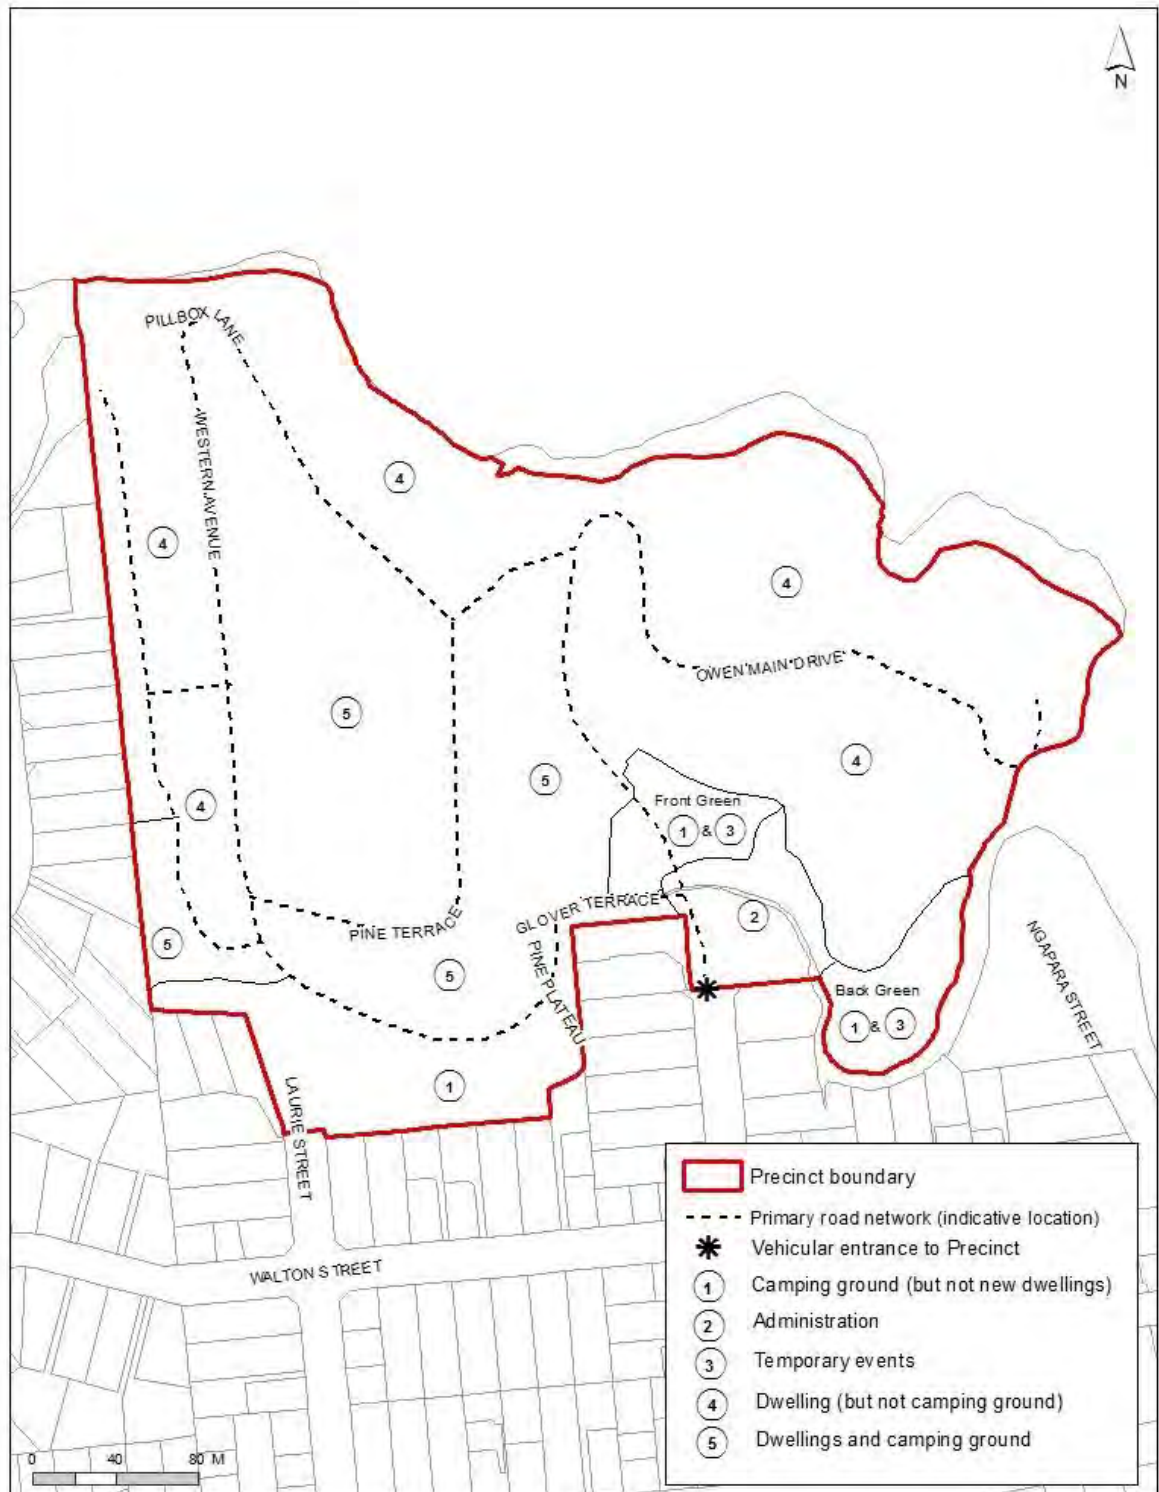 N
PILLBOX LANE
WESTERN AVENUE
4
4
4
OWEN MAIN DRIVE
5
4
5
4
Front Green
1 & 3
GLOVER TERRACE
2
PINE TERRACE
5
5
PINE PLATEAU
NGAPARA STREET
Back Green
1 & 3
1
LAURIE STREET
WALTON STREET
Precinct boundary
Primary road network (indicative location)
Vehicular entrance to Precinct
1 Camping ground (but not new dwellings)
2 Administration
3 Temporary events
4 Dwelling (but not camping ground)
5 Dwellings and camping ground
0 40 80 M